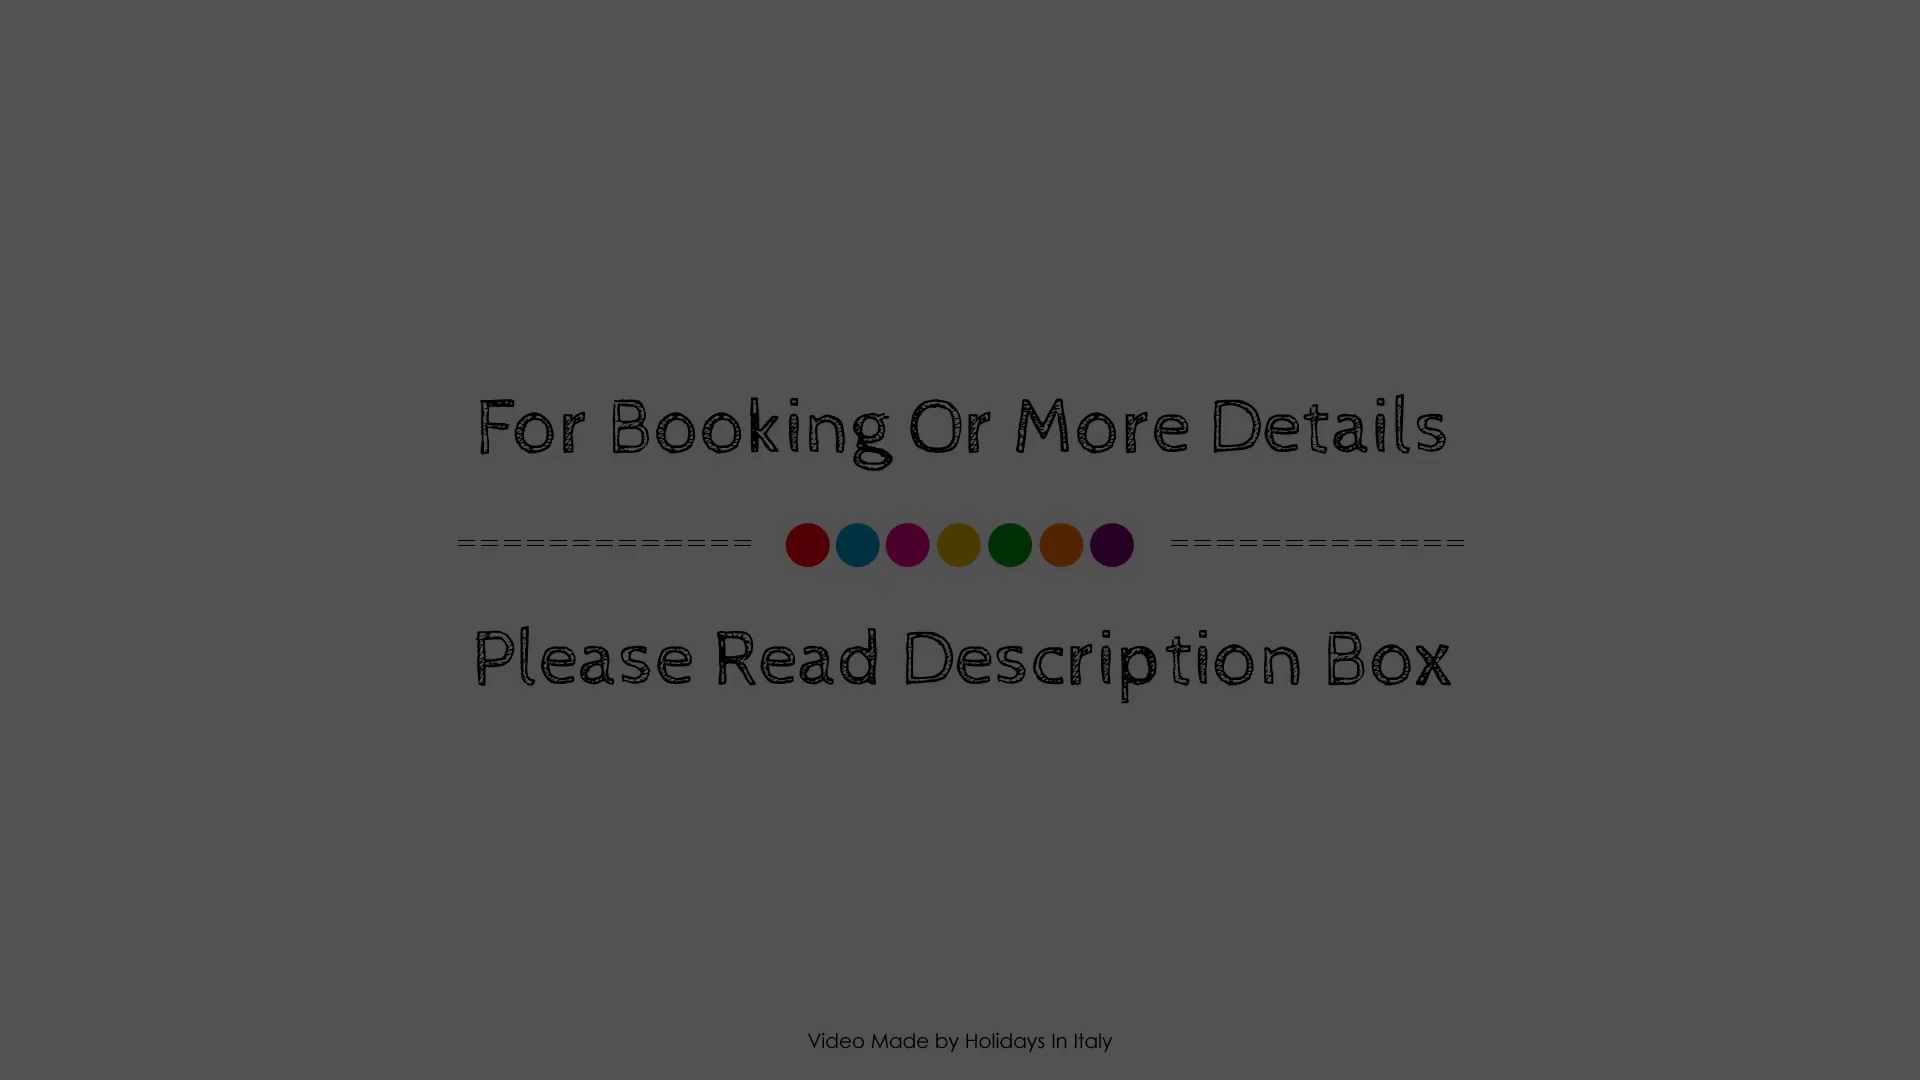 For Booking Or More Details
============= =============
Please Read Description Box
Video Made by Holidays In Italy